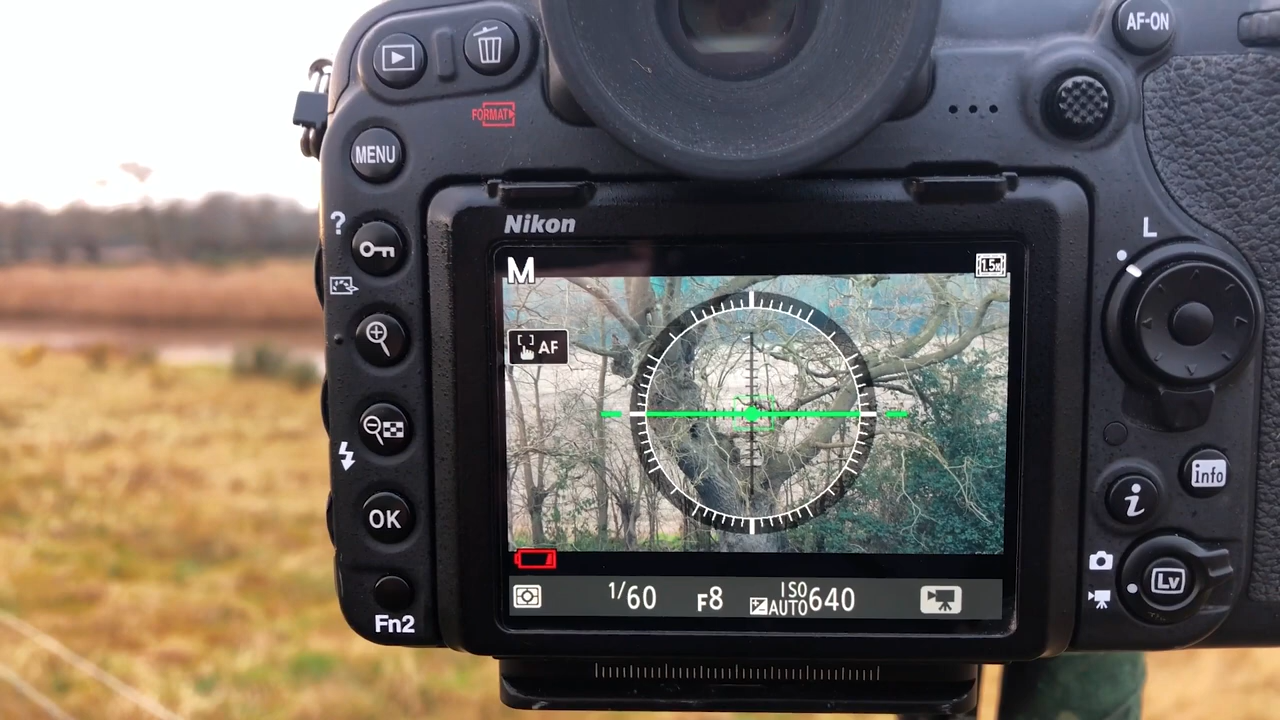 AF-ON
FORMAT
MENU
?
Nikon
L
M
1.5x
AF
OK
info
i
Lv
1/60
F8
ISO
AUTO
640
Fn2